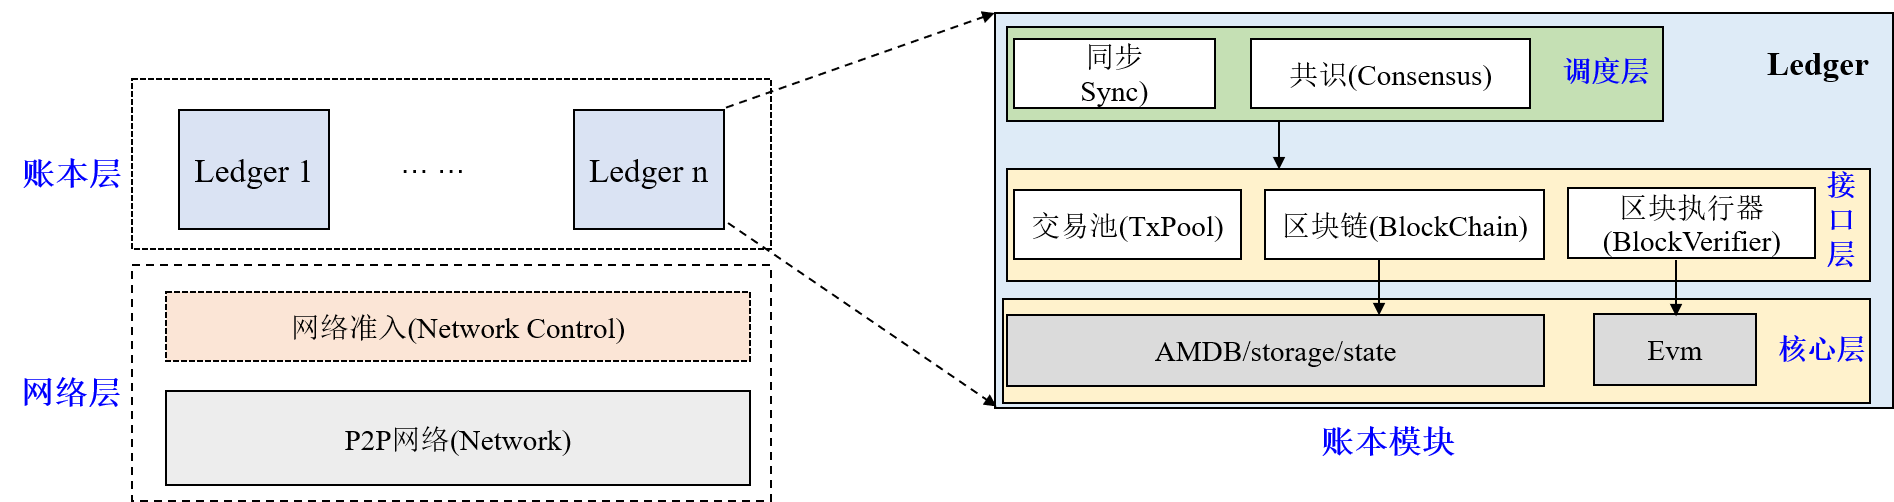 账本层
Ledger 1
... ...
Ledger n
网络层
网络准入(Network Control)
P2P网络(Network)
同步
Sync)
共识(Consensus)
调度层
Ledger
交易池(TxPool)
区块链(BlockChain)
区块执行器
(BlockVerifier)
接
口
层
AMDB/storage/state
Evm
核心层
账本模块